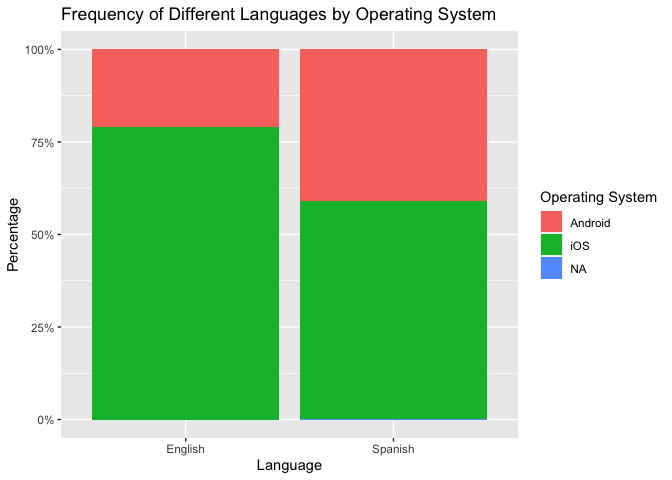 Frequency of Different Languages by Operating System
Percentage
100%
75%
50%
25%
0%
English Spanish
Language
Operating System
Android
iOS
NA